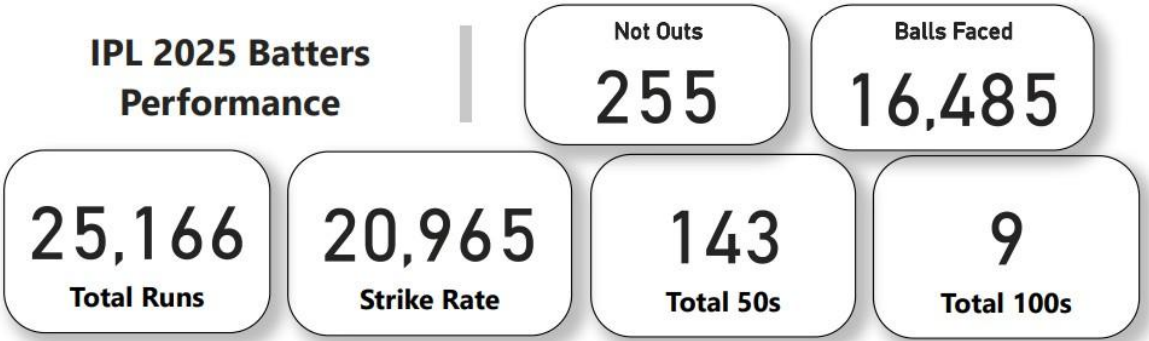 IPL 2025 Batters
Performance
Not Outs
255
Balls Faced
16,485
25,166
Total Runs
20,965
Strike Rate
143
Total 50s
9
Total 100s